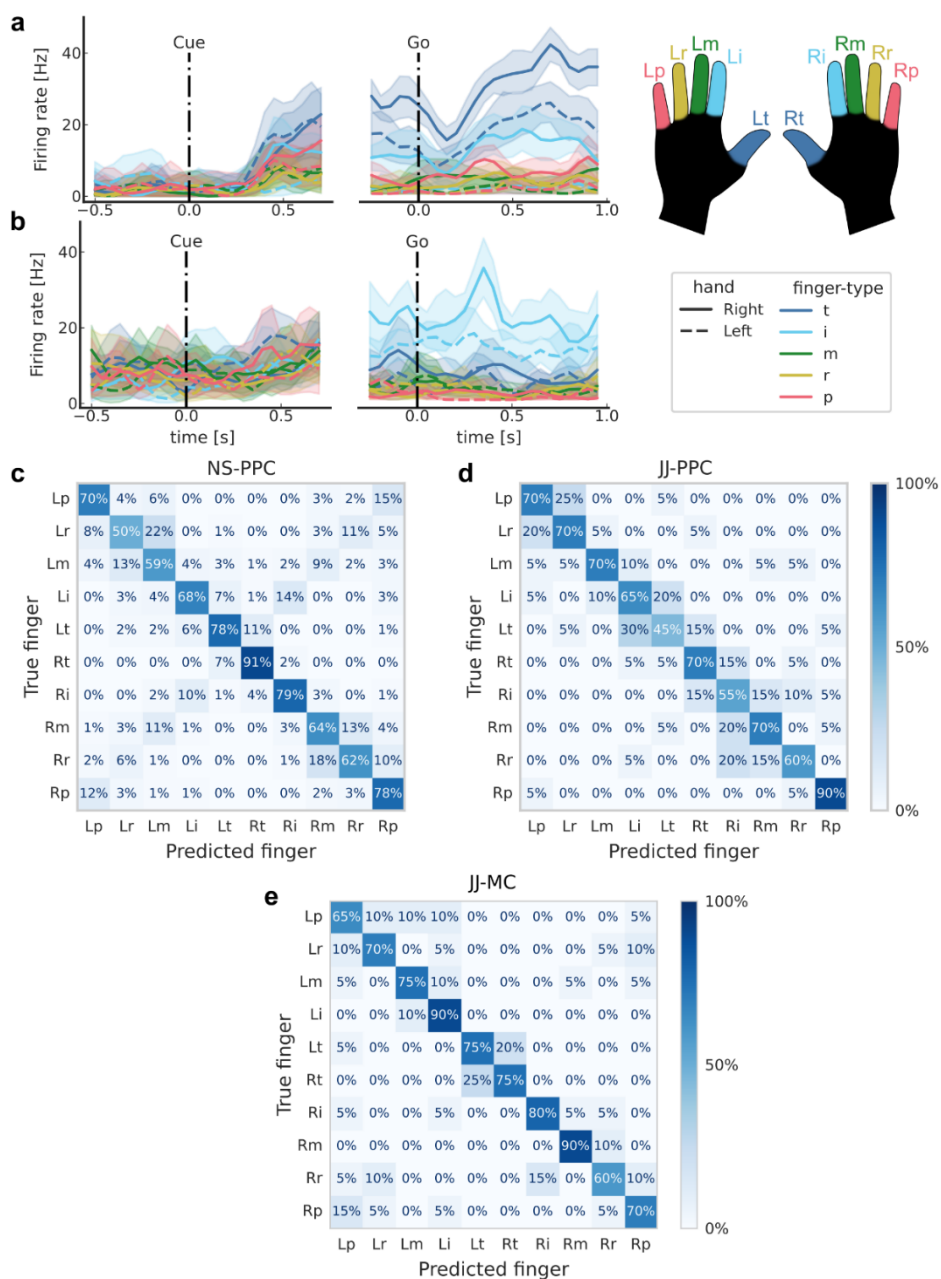 a
Cue
Go
Firing rate [Hz]
40
20
0
−0.5 0.0 0.5
0.0 0.5 1.0
Lp Lr Lm Li Lt Rt Ri Rm Rr Rp
b
Cue
Go
Firing rate [Hz]
40
20
0
−0.5 0.0 0.5
0.0 0.5 1.0
time [s]
time [s]
hand finger-type
Right t
Left i
m
r
p
c
NS-PPC
True finger
Lp 70% 4% 6% 0% 0% 0% 0% 3% 2% 15%
Lr 8% 50% 22% 0% 1% 0% 0% 3% 11% 5%
Lm 4% 13% 59% 4% 3% 1% 2% 9% 2% 3%
Li 0% 3% 4% 68% 7% 1% 14% 0% 0% 3%
Lt 0% 2% 2% 6% 78% 11% 0% 0% 0% 1%
Rt 0% 0% 0% 0% 7% 91% 2% 0% 0% 0%
Ri 0% 0% 2% 10% 1% 4% 79% 3% 0% 1%
Rm 1% 3% 11% 1% 0% 0% 3% 64% 13% 4%
Rr 2% 6% 1% 0% 0% 0% 1% 18% 62% 10%
Rp 12% 3% 1% 1% 0% 0% 0% 2% 3% 78%
Lp Lr Lm Li Lt Rt Ri Rm Rr Rp
Predicted finger
d
JJ-PPC
True finger
Lp 70% 25% 0% 0% 5% 0% 0% 0% 0% 0%
Lr 20% 70% 5% 0% 0% 5% 0% 0% 0% 0%
Lm 5% 5% 70% 10% 0% 0% 0% 5% 5% 0%
Li 5% 0% 10% 65% 20% 0% 0% 0% 0% 0%
Lt 0% 5% 0% 30% 45% 15% 0% 0% 0% 5%
Rt 0% 0% 0% 5% 5% 70% 15% 0% 5% 0%
Ri 0% 0% 0% 0% 0% 15% 55% 15% 10% 5%
Rm 0% 0% 0% 0% 5% 0% 20% 70% 0% 5%
Rr 0% 0% 0% 5% 0% 0% 20% 15% 60% 0%
Rp 5% 0% 0% 0% 0% 0% 0% 0% 5% 90%
Lp Lr Lm Li Lt Rt Ri Rm Rr Rp
Predicted finger
100%
50%
0%
e
JJ-MC
True finger
Lp 65% 10% 10% 10% 0% 0% 0% 0% 0% 5%
Lr 10% 70% 0% 5% 0% 0% 0% 0% 5% 10%
Lm 5% 0% 75% 10% 0% 0% 0% 5% 0% 5%
Li 0% 0% 10% 90% 0% 0% 0% 0% 0% 0%
Lt 5% 0% 0% 0% 75% 20% 0% 0% 0% 0%
Rt 0% 0% 0% 0% 25% 75% 0% 0% 0% 0%
Ri 5% 0% 0% 5% 0% 0% 80% 5% 5% 0%
Rm 0% 0% 0% 0% 0% 0% 0% 90% 10% 0%
Rr 5% 10% 0% 0% 0% 0% 15% 0% 60% 10%
Rp 15% 5% 0% 5% 0% 0% 0% 0% 5% 70%
Lp Lr Lm Li Lt Rt Ri Rm Rr Rp
Predicted finger
100%
50%
0%